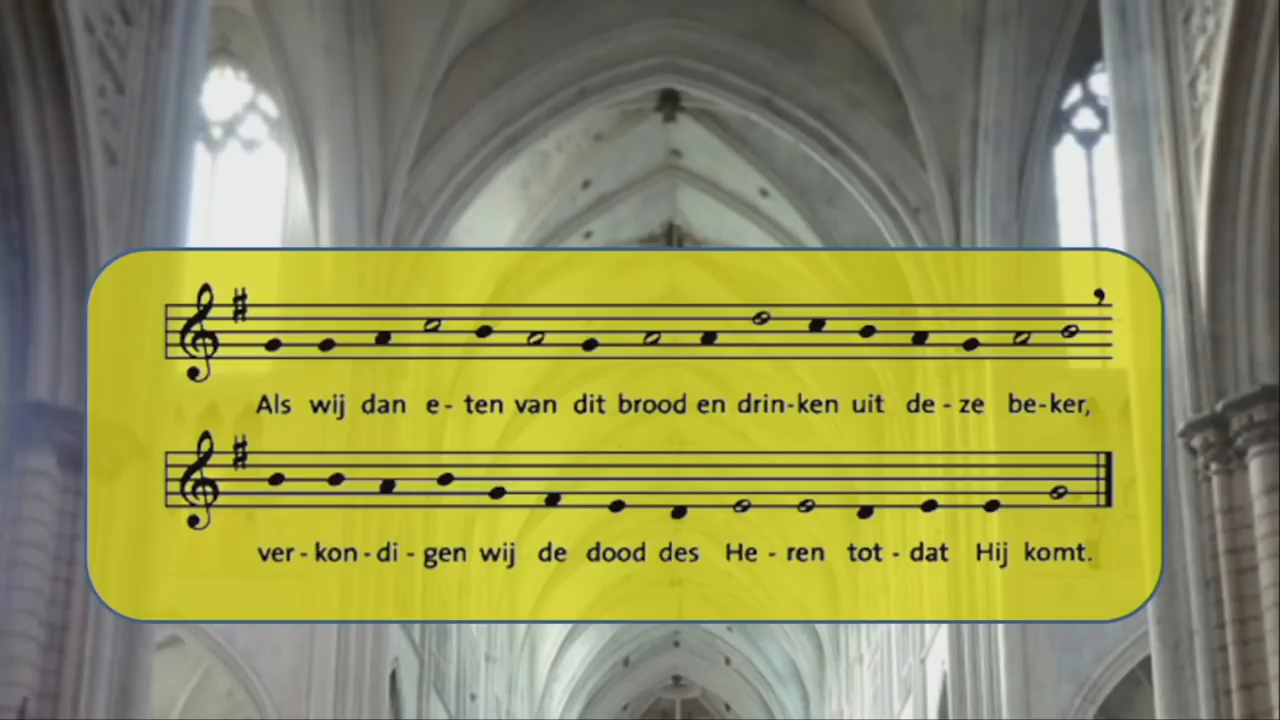 Als wij dan e - ten van dit brood en drin-ken uit de - ze be-ker,
ver - kon - di - gen wij de dood des He - ren tot - dat Hij komt.